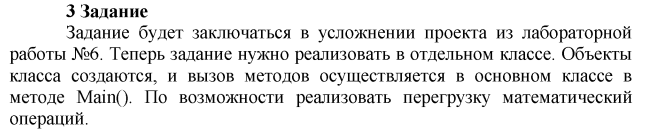 3 Задание
Задание будет заключаться в усложнении проекта из лабораторной
работы №6. Теперь задание нужно реализовать в отдельном классе. Объекты
класса создаются, и вызов методов осуществляется в основном классе в
методе Main(). По возможности реализовать перегрузку математический
операций.